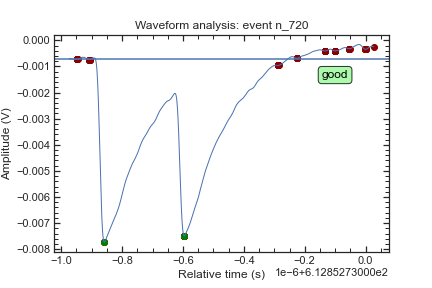 Waveform analysis: event n_720
Amplitude (V)
0.000
−0.001
−0.002
−0.003
−0.004
−0.005
−0.006
−0.007
−0.008
good
−1.0 −0.8 −0.6 −0.4 −0.2 0.0
Relative time (s)
1e−6+6.1285273000e2